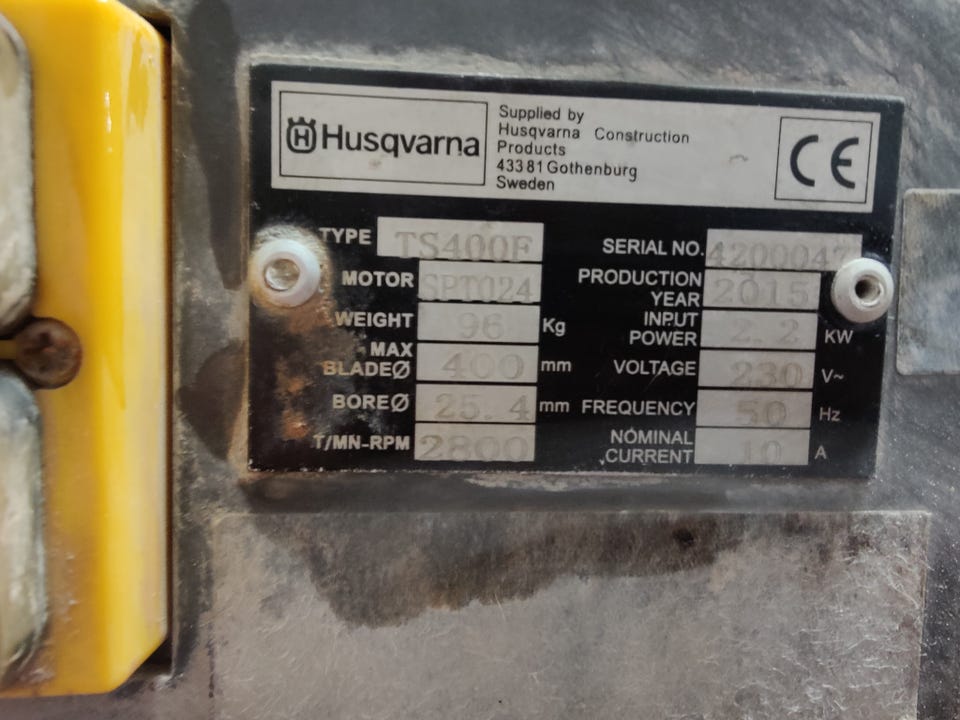 Husqvarna
Supplied by
Husqvarna Construction
Products
433 81 Gothenburg
Sweden
CE
TYPE TS400F
MOTOR SPT024
WEIGHT 96 Kg
MAX
BLADEØ 400 mm
BOREØ 25.4 mm
T/MN-RPM 2800
SERIAL NO.
PRODUCTION
YEAR 2015
INPUT
POWER 2.2 KW
VOLTAGE 230 V~
FREQUENCY 50 Hz
NOMINAL
CURRENT 10 A